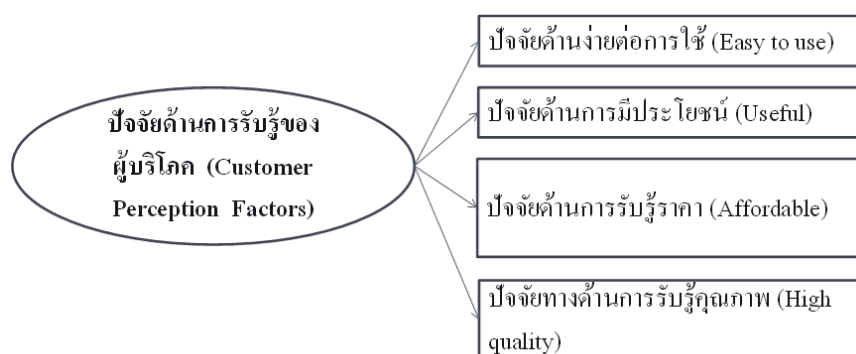 ปัจจัยด้านการรับรู้ของ
ผู้บริโภค (Customer
Perception Factors)
ปัจจัยด้านง่ายต่อการใช้ (Easy to use)
ปัจจัยด้านการมีประโยชน์ (Useful)
ปัจจัยด้านการรับรู้ราคา (Affordable)
ปัจจัยทางด้านการรับรู้คุณภาพ (High
quality)